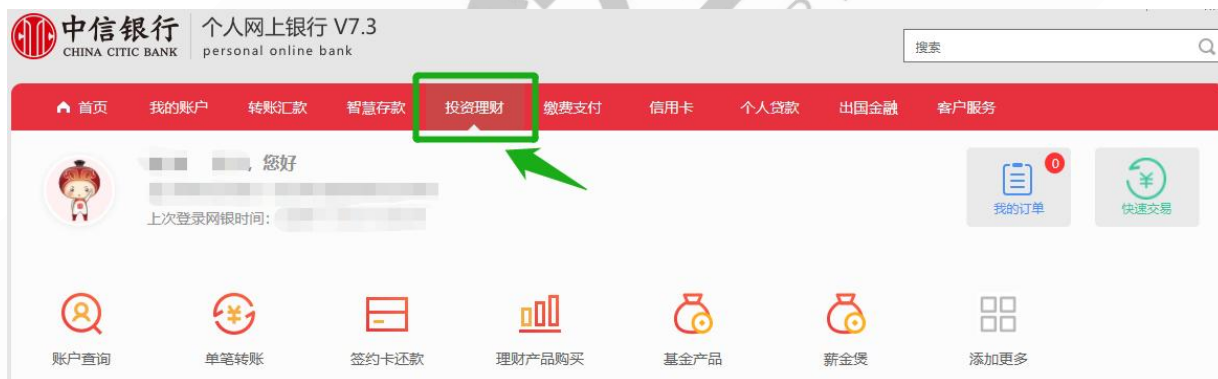 中信银行
CHINA CITIC BANK
个人网上银行 V7.3
personal online bank
搜索
首页 我的账户 转账汇款 智慧存款 投资理财 缴费支付 信用卡 个人贷款 出国金融 客户服务
，您好
上次登录网银时间：
0
我的订单 快速交易
账户查询 单笔转账 签约卡还款 理财产品购买 基金产品 薪金煲 添加更多